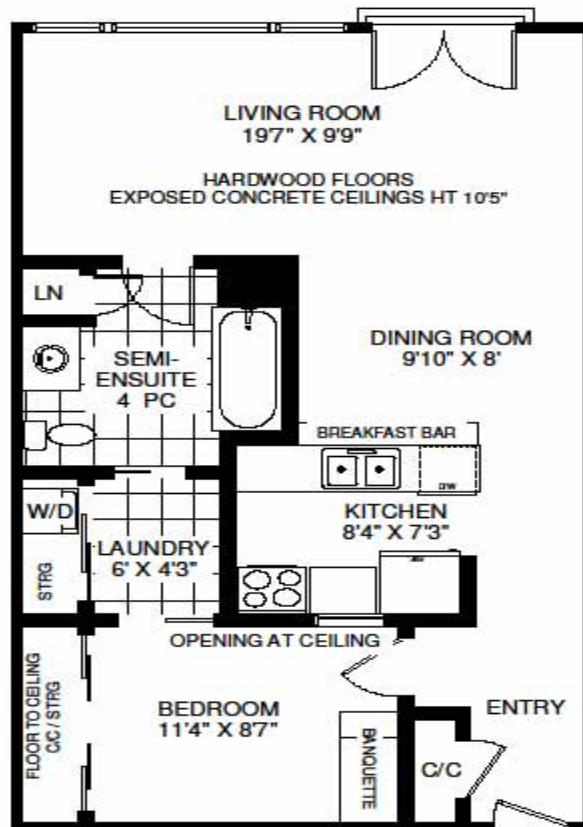 LIVING ROOM
19'7" X 9'9"
HARDWOOD FLOORS
EXPOSED CONCRETE CEILINGS HT 10'5"
LN
DINING ROOM
9'10" X 8'
SEMI-
ENSUITE
4 PC
BREAKFAST BAR
DW
W/D
KITCHEN
8'4" X 7'3"
LAUNDRY
6' X 4'3"
STRG
OPENING AT CEILING
FLOOR TO CEILING
C/C / STRG
BEDROOM
11'4" X 8'7"
BANQUETTE
ENTRY
C/C